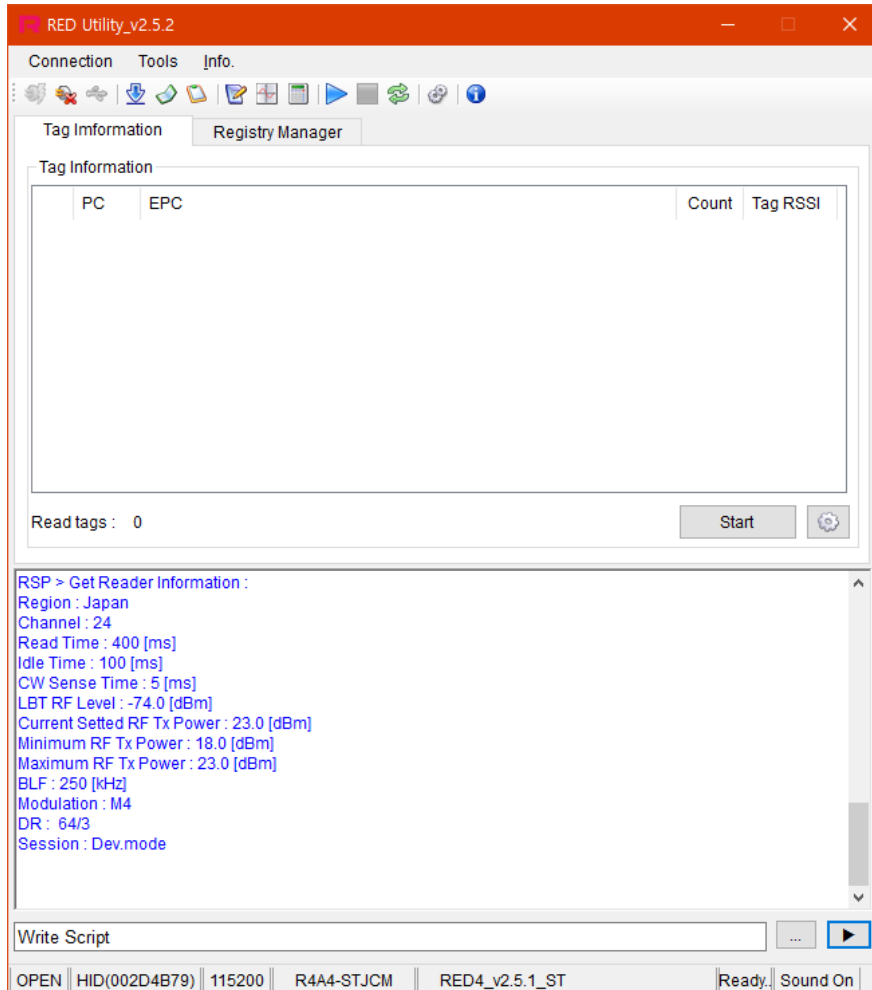 RED Utility_v2.5.2
Connection Tools Info.
Tag Imformation Registry Manager
Tag Information
PC EPC Count Tag RSSI
Read tags : 0 Start
RSP > Get Reader Information :
Region : Japan
Channel : 24
Read Time : 400 [ms]
Idle Time : 100 [ms]
CW Sense Time : 5 [ms]
LBT RF Level : -74.0 [dBm]
Current Setted RF Tx Power : 23.0 [dBm]
Minimum RF Tx Power : 18.0 [dBm]
Maximum RF Tx Power : 23.0 [dBm]
BLF : 250 [kHz]
Modulation : M4
DR : 64/3
Session : Dev.mode
Write Script ...
OPEN HID(002D4B79) 115200 R4A4-STJCM RED4_v2.5.1_ST Ready.. Sound On